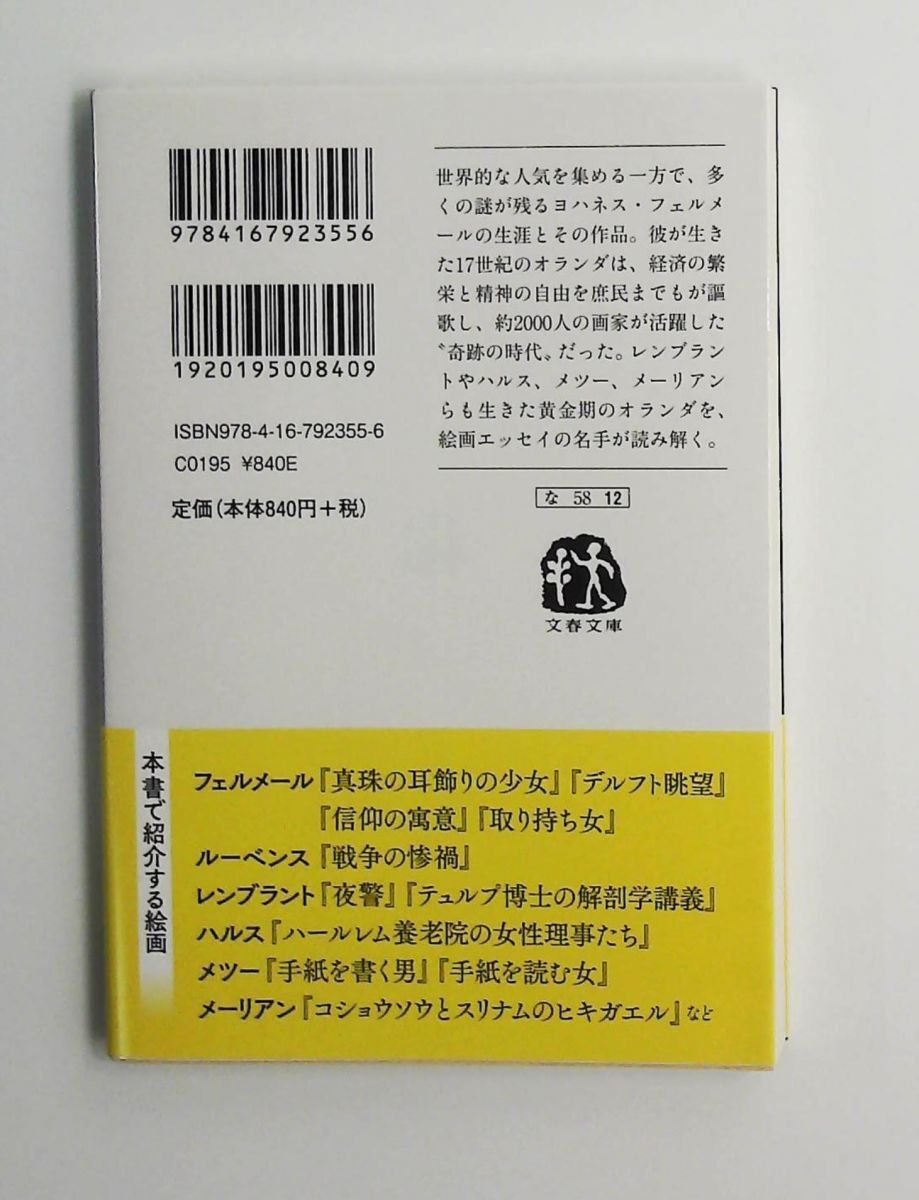 9784167923556
1920195008409
ISBN978-4-16-792355-6
C0195 ¥840E
定価(本体840円+税)
世界的な人気を集める一方で、多
くの謎が残るヨハネス・フェルメ
ールの生涯とその作品。彼が生き
た17世紀のオランダは、経済の繁
栄と精神の自由を庶民までもが謳
歌し、約2000人の画家が活躍した
〝奇跡の時代〟だった。レンブラン
トやハルス、メツー、メーリアン
らも生きた黄金期のオランダを、
絵画エッセイの名手が読み解く。
な 58 12
文春文庫
本書で紹介する絵画
フェルメール『真珠の耳飾りの少女』『デルフト眺望』
『信仰の寓意』『取り持ち女』
ルーベンス『戦争の惨禍』
レンブラント『夜警』『テュルプ博士の解剖学講義』
ハルス『ハールレム養老院の女性理事たち』
メツー『手紙を書く男』『手紙を読む女』
メーリアン『コショウソウとスリナムのヒキガエル』など